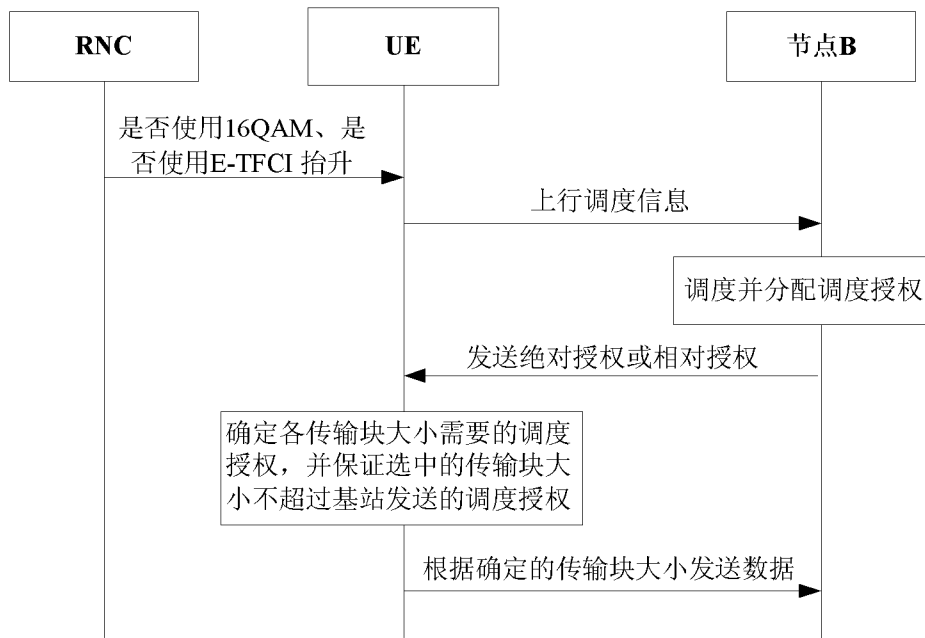 RNC
UE
节点B
是否使用16QAM、是
否使用E-TFCI 抬升
上行调度信息
调度并分配调度授权
发送绝对授权或相对授权
确定各传输块大小需要的调度
授权，并保证选中的传输块大
小不超过基站发送的调度授权
根据确定的传输块大小发送数据